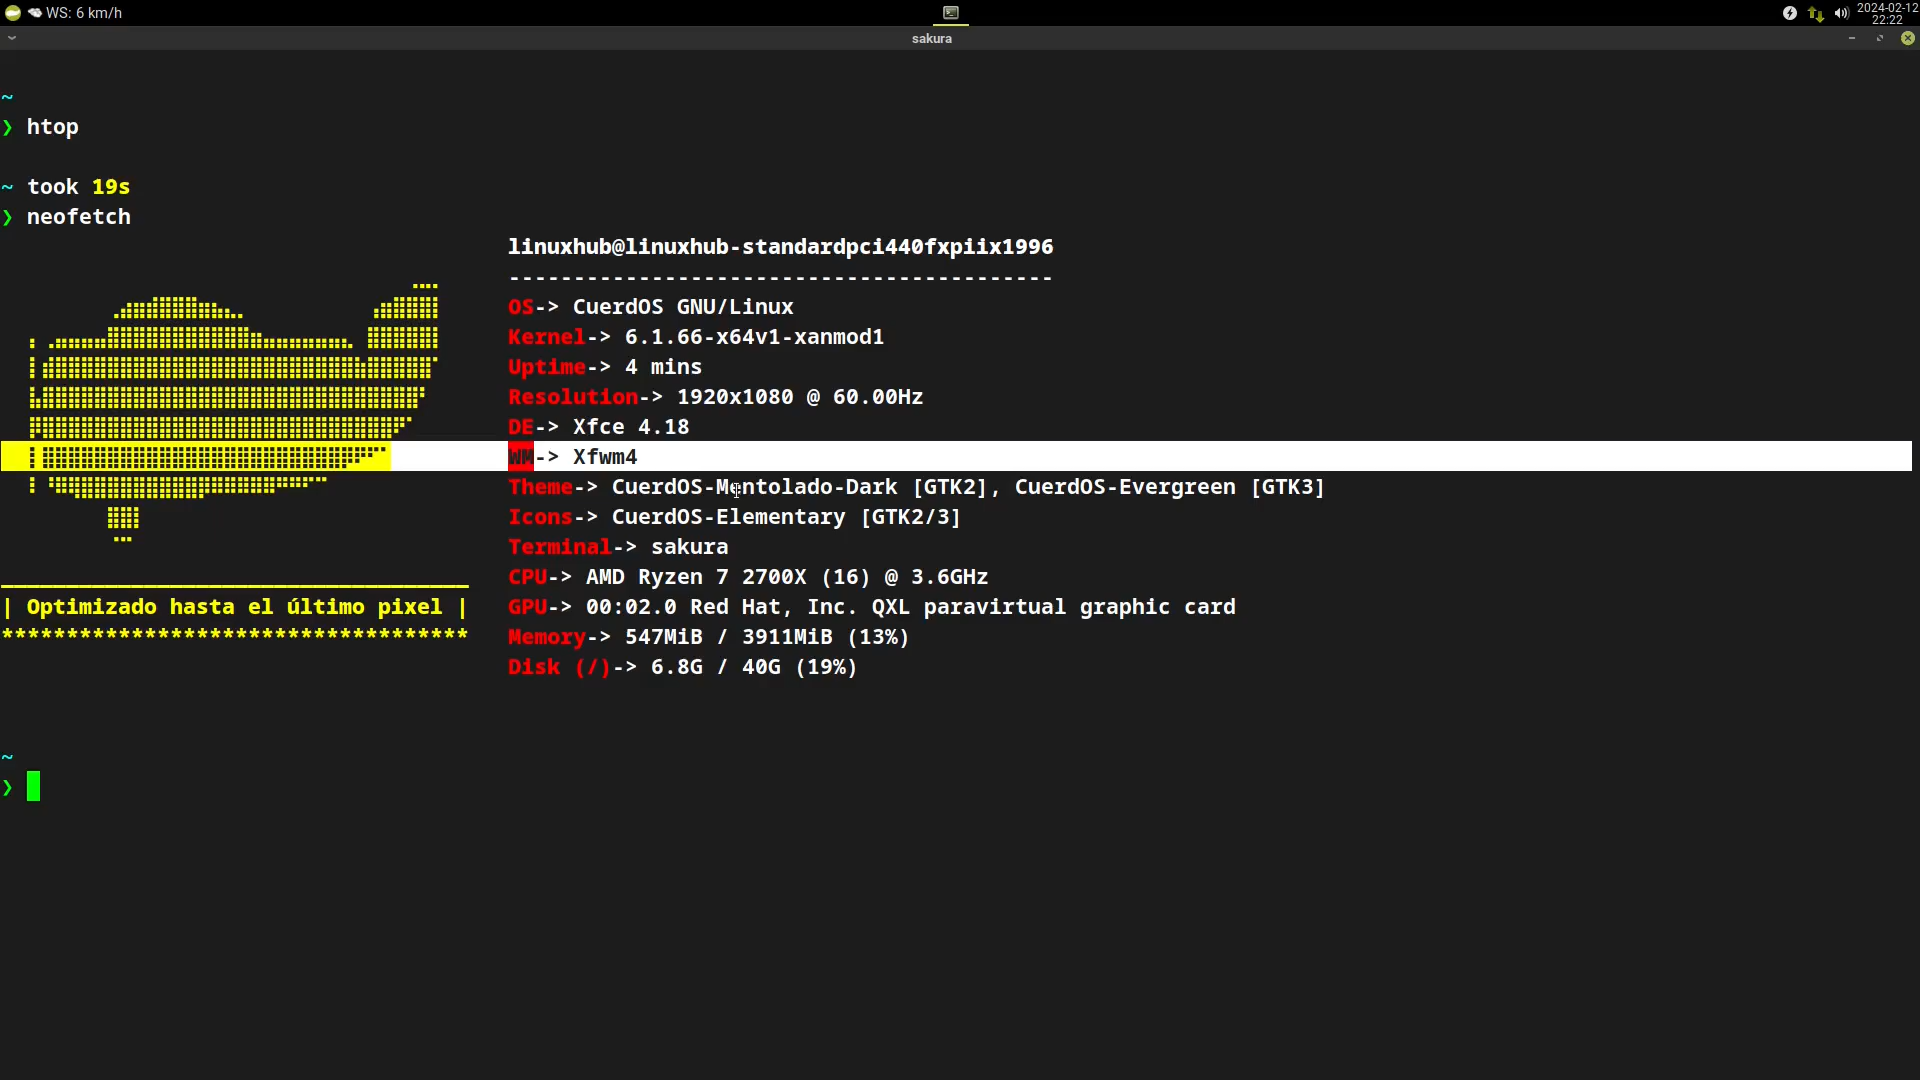 WS: 6 km/h
2024-02-12
22:22
sakura
~
❯ htop
~ took 19s
❯ neofetch
linuxhub@linuxhub-standardpci440fxpiix1996
------------------------------------------
OS-> CuerdOS GNU/Linux
Kernel-> 6.1.66-x64v1-xanmod1
Uptime-> 4 mins
Resolution-> 1920x1080 @ 60.00Hz
DE-> Xfce 4.18
WM-> Xfwm4
Theme-> CuerdOS-Mentolado-Dark [GTK2], CuerdOS-Evergreen [GTK3]
Icons-> CuerdOS-Elementary [GTK2/3]
Terminal-> sakura
CPU-> AMD Ryzen 7 2700X (16) @ 3.6GHz
GPU-> 00:02.0 Red Hat, Inc. QXL paravirtual graphic card
Memory-> 547MiB / 3911MiB (13%)
Disk (/)-> 6.8G / 40G (19%)
____________________________________
| Optimizado hasta el último pixel |
************************************
~
❯